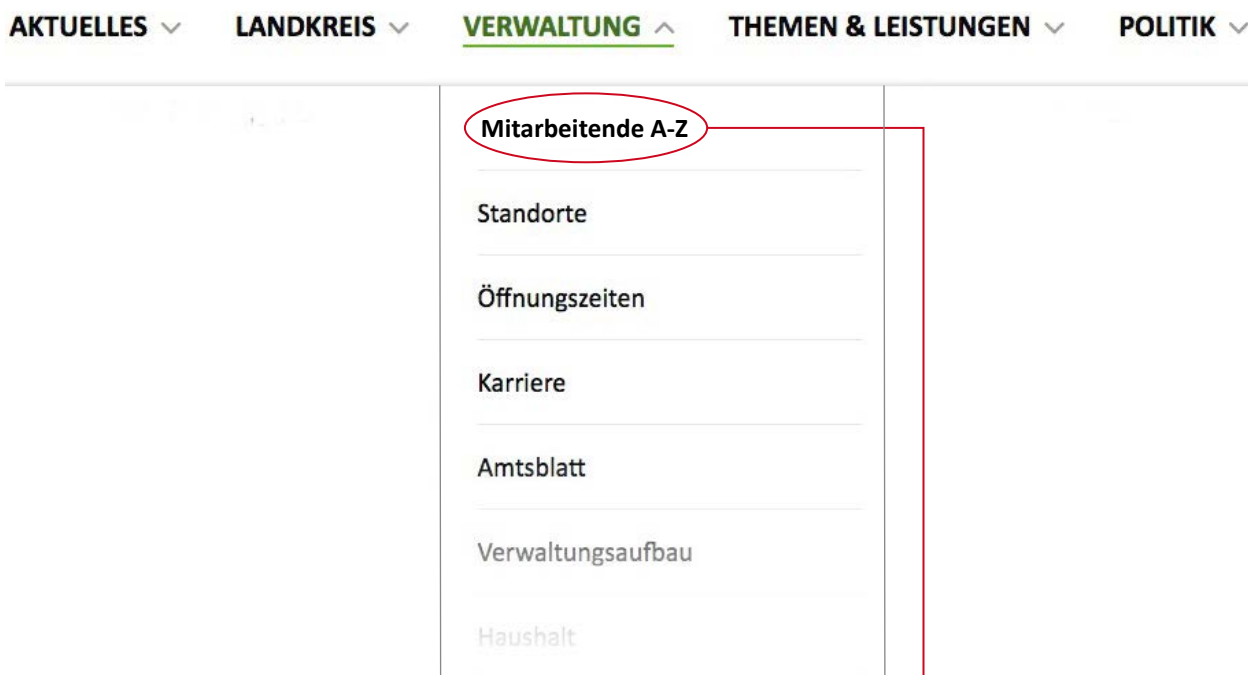 AKTUELLES LANDKREIS VERWALTUNG THEMEN & LEISTUNGEN POLITIK
Mitarbeitende A-Z
Standorte
Öffnungszeiten
Karriere
Amtsblatt
Verwaltungsaufbau
Haushalt